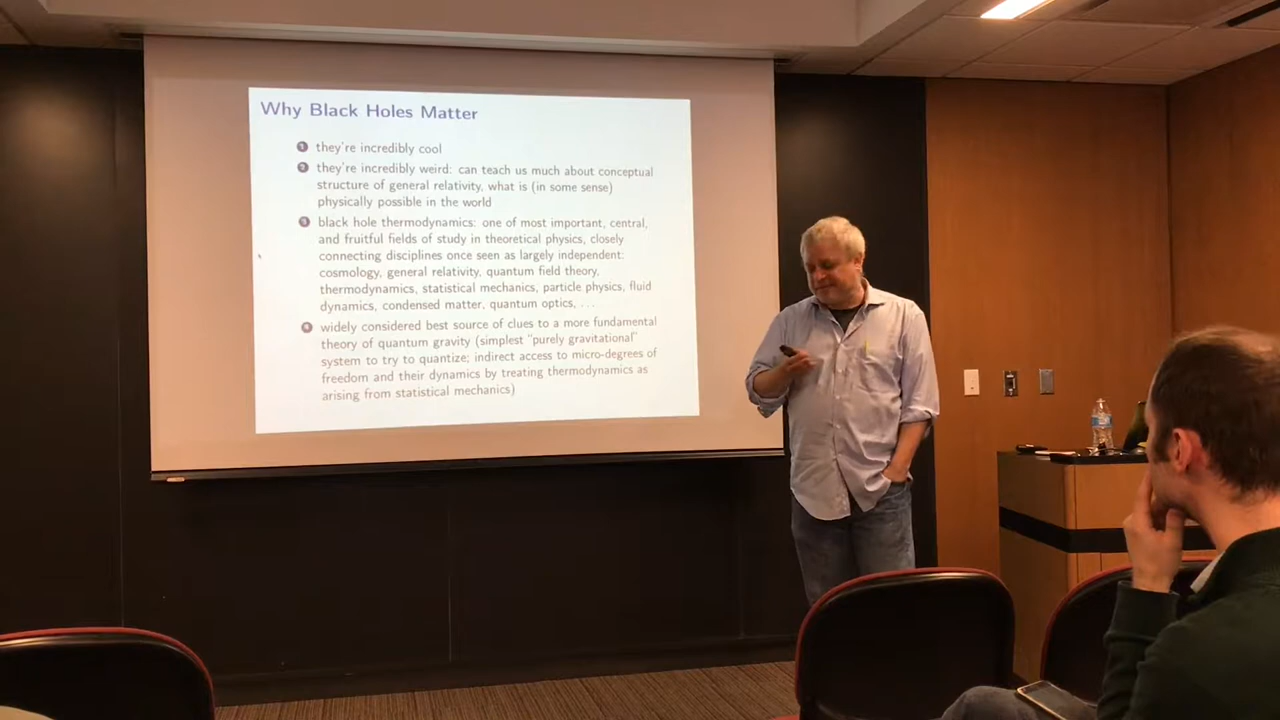 Why Black Holes Matter
1 they're incredibly cool
2 they're incredibly weird: can teach us much about conceptual
structure of general relativity, what is (in some sense)
physically possible in the world
3 black hole thermodynamics: one of most important, central,
and fruitful fields of study in theoretical physics, closely
connecting disciplines once seen as largely independent:
cosmology, general relativity, quantum field theory,
thermodynamics, statistical mechanics, particle physics, fluid
dynamics, condensed matter, quantum optics, ...
4 widely considered best source of clues to a more fundamental
theory of quantum gravity (simplest "purely gravitational"
system to try to quantize; indirect access to micro-degrees of
freedom and their dynamics by treating thermodynamics as
arising from statistical mechanics)